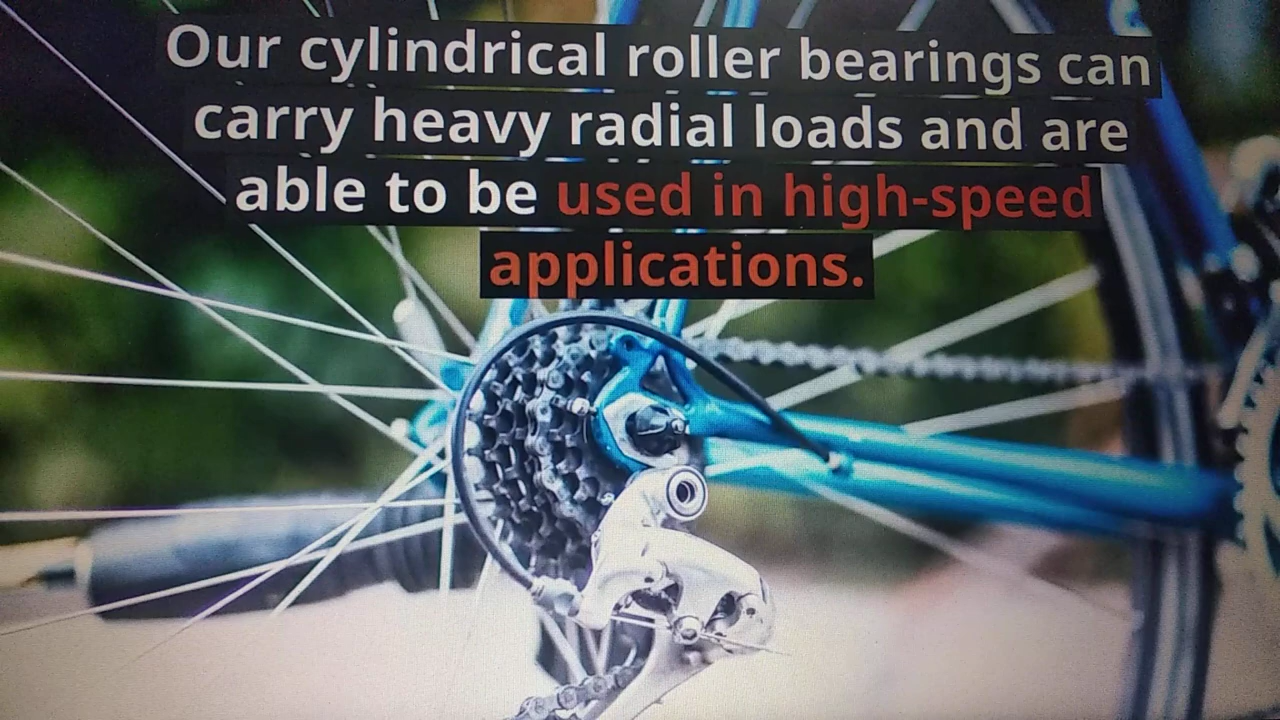 Our cylindrical roller bearings can
carry heavy radial loads and are
able to be used in high-speed
applications.